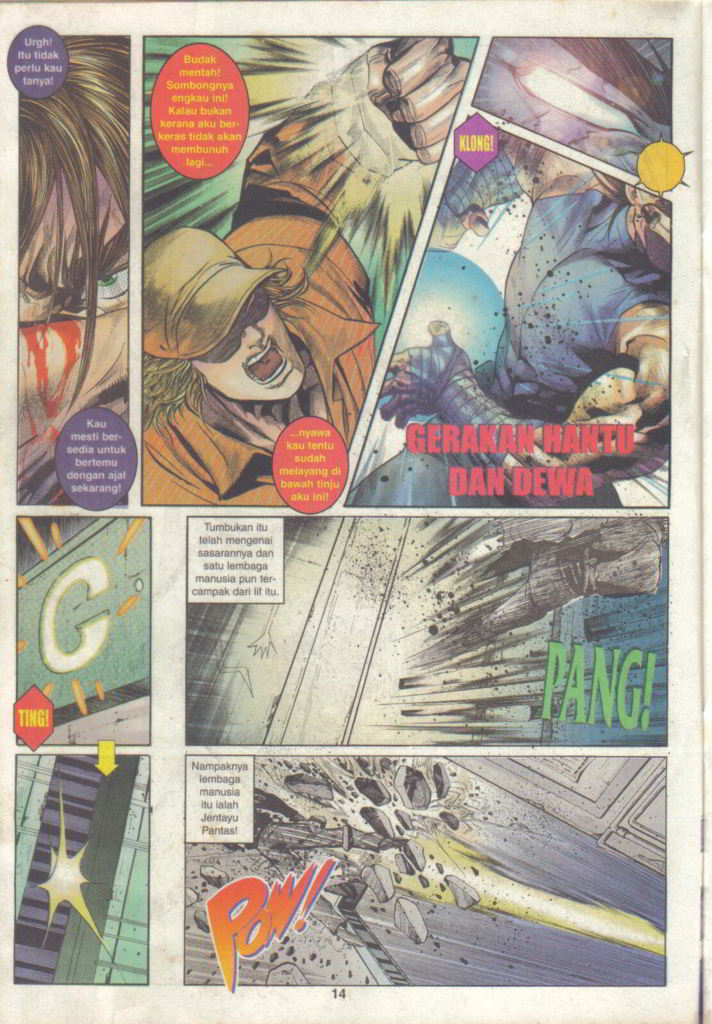 Urgh!
Itu tidak
perlu kau
tanya!
Kau
mesti ber-
sedia untuk
bertemu
dengan ajal
sekarang!
Budak
mentah!
Sombongnya
engkau ini!
Kalau bukan
kerana aku ber-
keras tidak akan
membunuh
lagi...
...nyawa
kau tentu
sudah
melayang di
bawah tinju
aku ini!
KLONG!
GERAKAN HANTU
DAN DEWA
G
TING!
Tumbukan itu
telah mengenai
sasarannya dan
satu lembaga
manusia pun ter-
campak dari lif itu.
PANG!
Nampaknya
lembaga
manusia
itu ialah
Jentayu
Pantas!
POW!
14